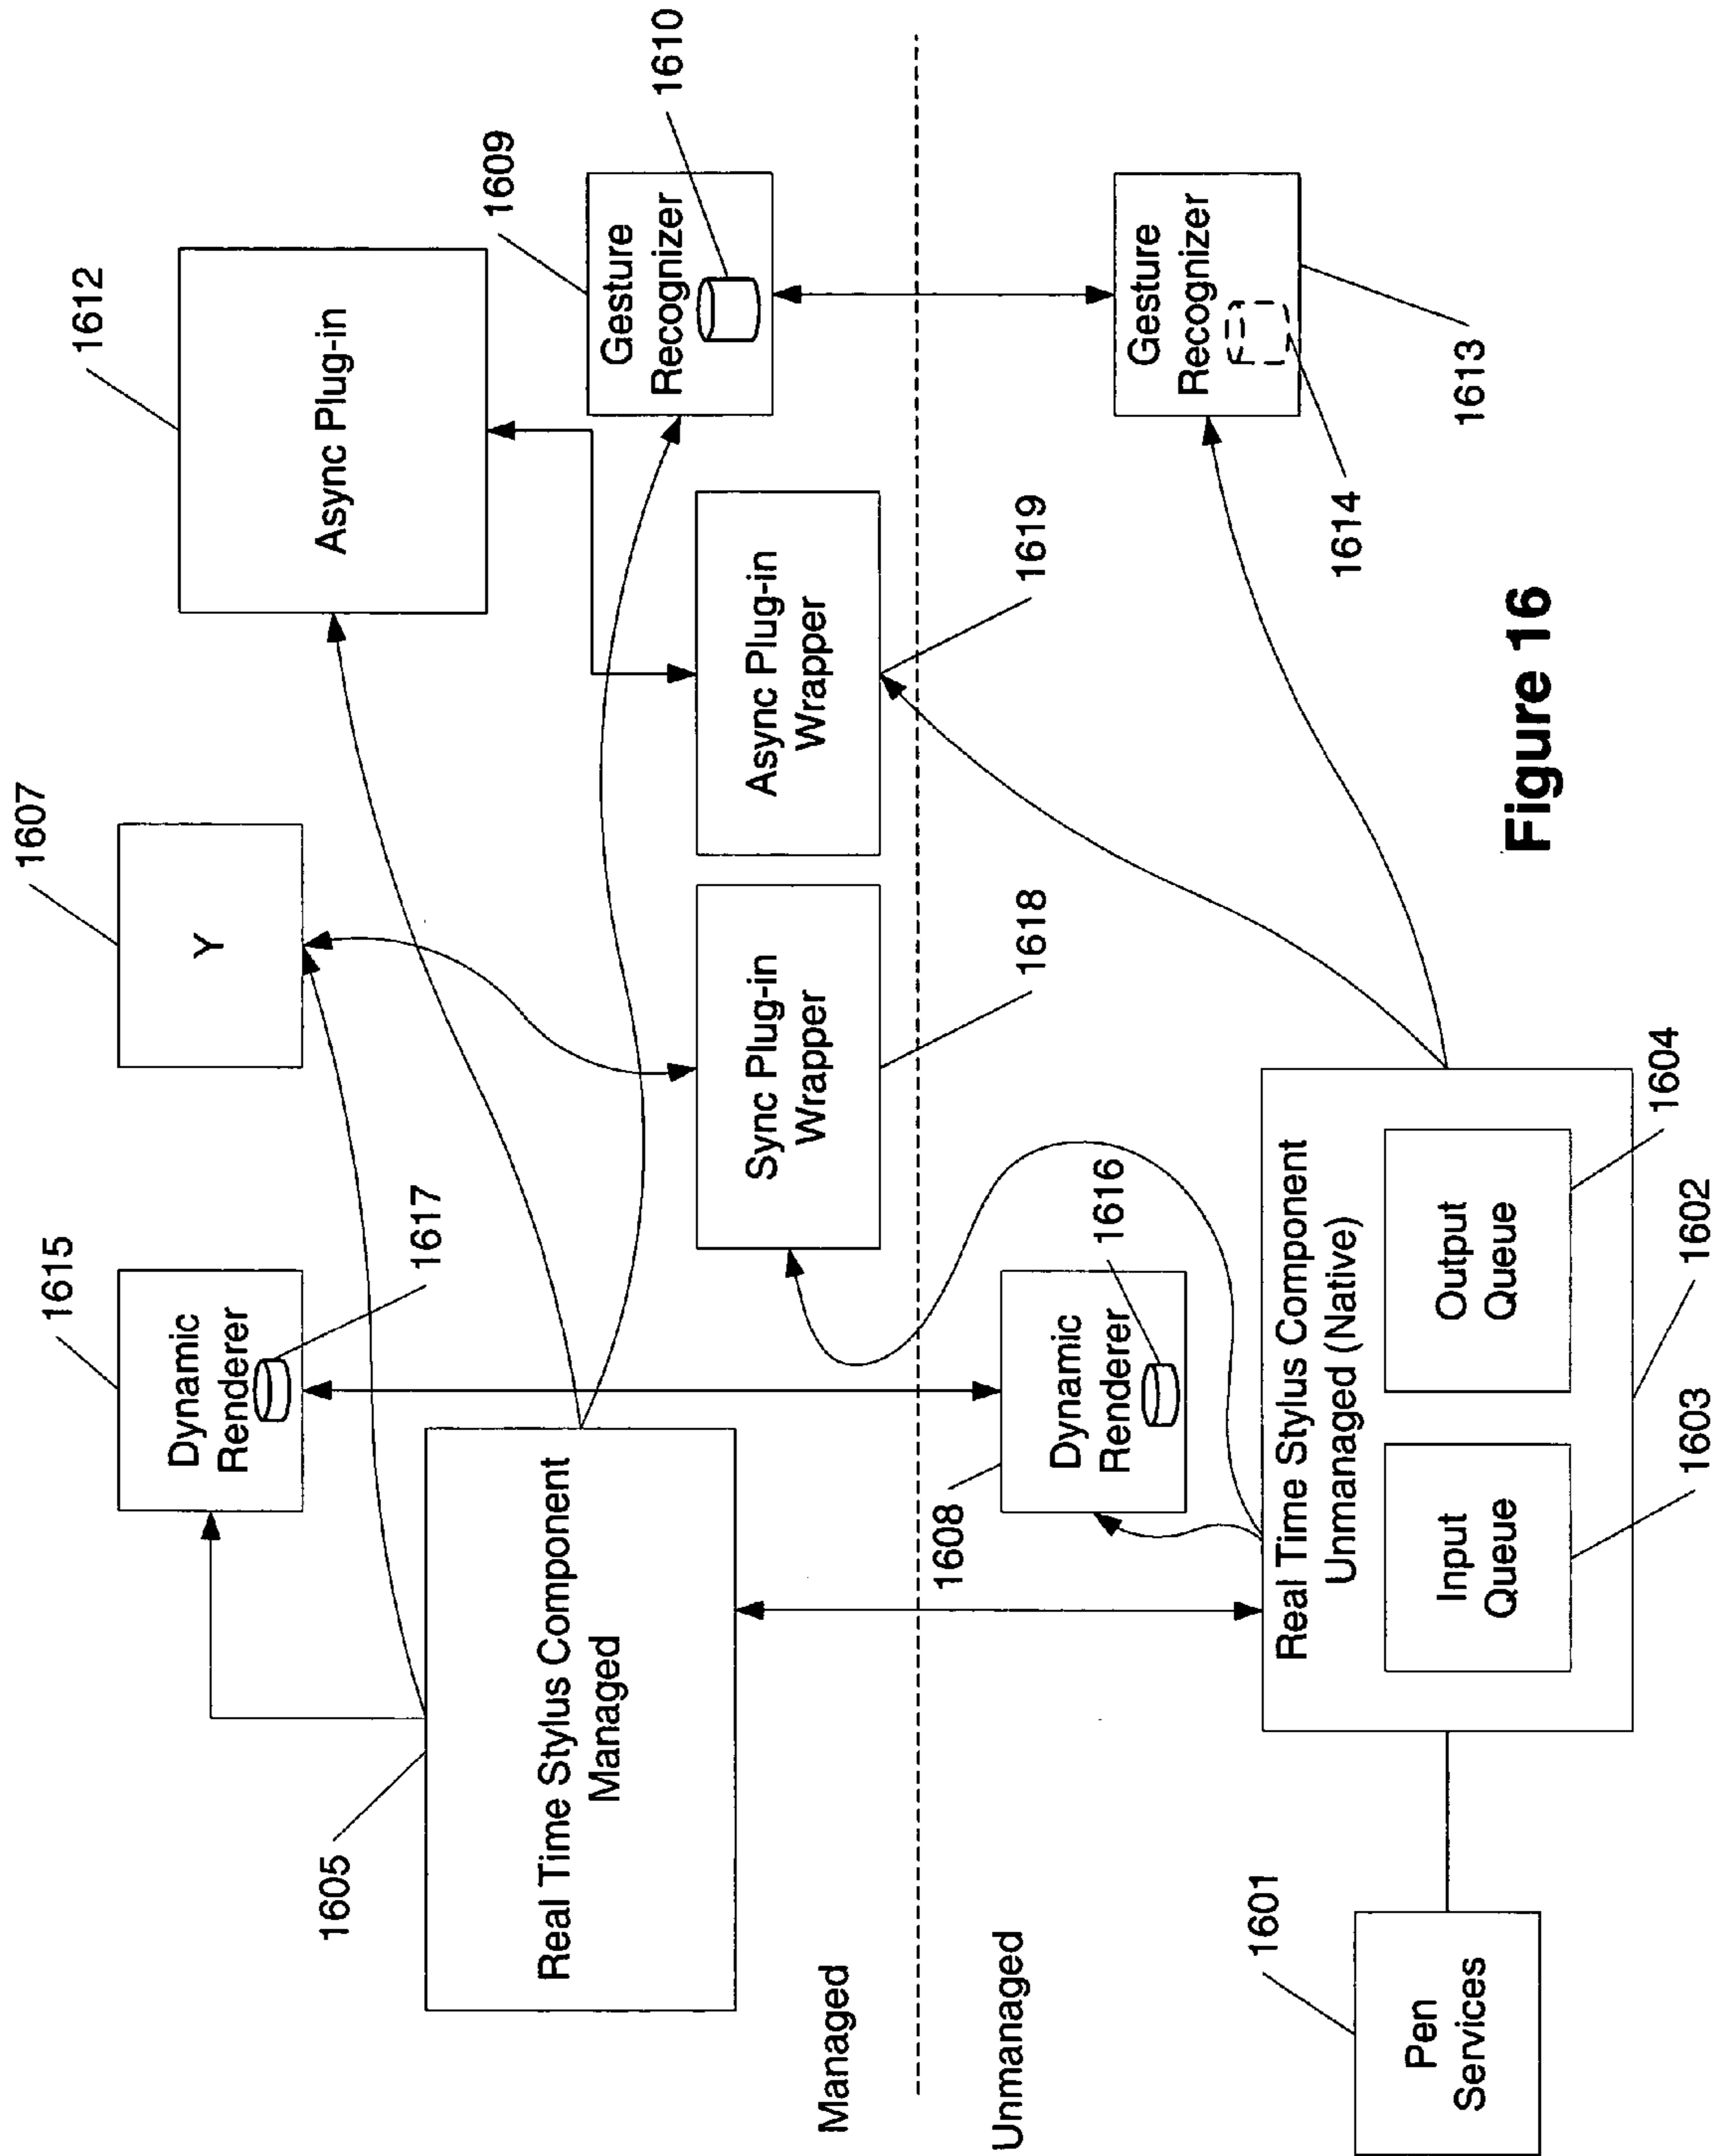 1615
Dynamic
Renderer
1617
1607
Y
1612
Async Plug-in
1605
Real Time Stylus Component
Managed
1609
Gesture
Recognizer
1610
Sync Plug-in
Wrapper
1618
Async Plug-in
Wrapper
1619
Managed
Unmanaged
1608
Dynamic
Renderer
1616
Gesture
Recognizer
1614
1613
1601
Pen
Services
Real Time Stylus Component
Unmanaged (Native)
Input
Queue
Output
Queue
1603
1602
1604
Figure 16